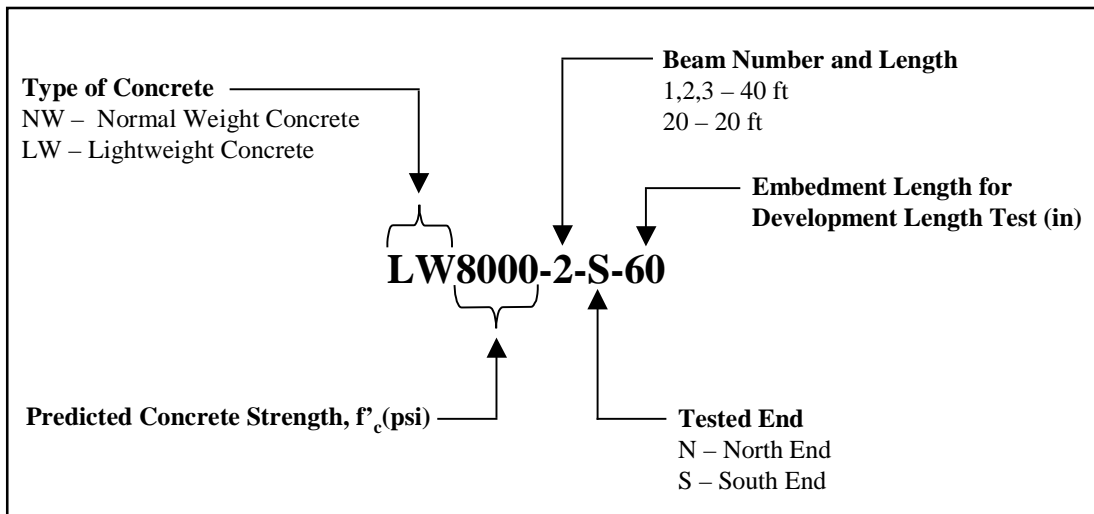 Type of Concrete
NW – Normal Weight Concrete
LW – Lightweight Concrete
Beam Number and Length
1,2,3 – 40 ft
20 – 20 ft
Embedment Length for
Development Length Test (in)
LW8000-2-S-60
Predicted Concrete Strength, f’c(psi)
Tested End
N – North End
S – South End